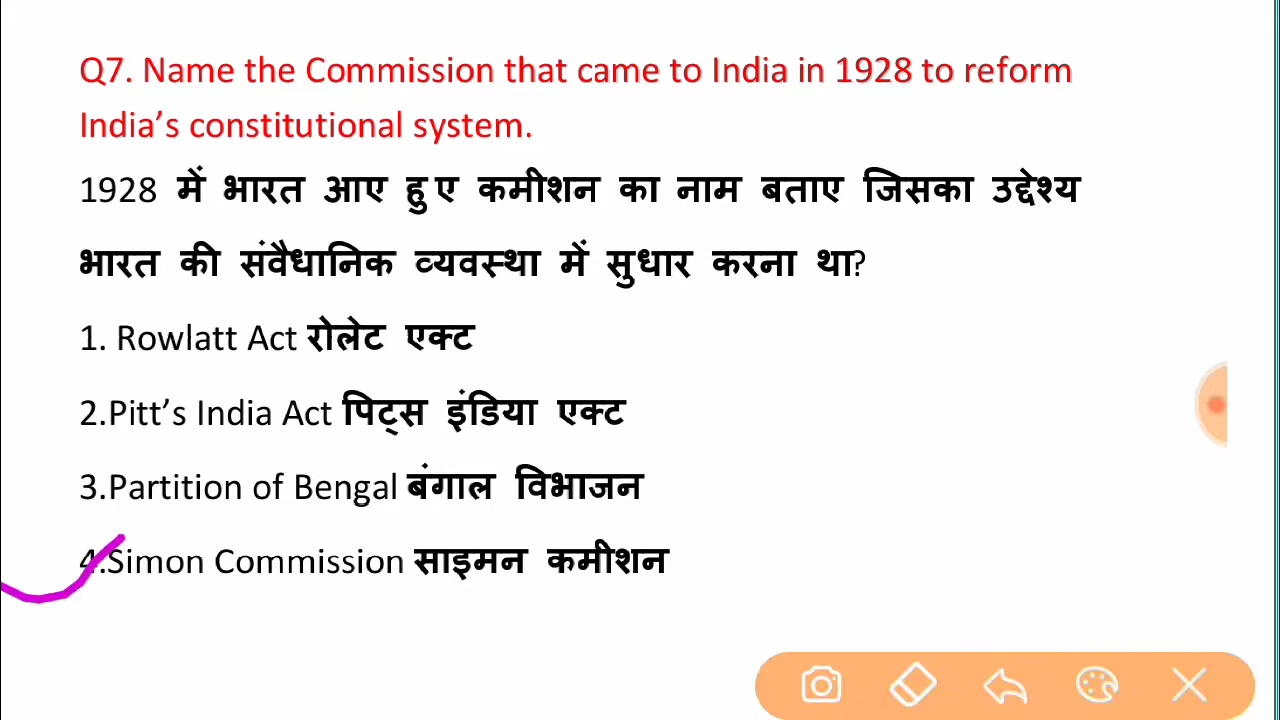 Q7. Name the Commission that came to India in 1928 to reform
India’s constitutional system.
1928 में भारत आए हुए कमीशन का नाम बताए जिसका उद्देश्य
भारत की संवैधानिक व्यवस्था में सुधार करना था?
1. Rowlatt Act रोलेट एक्ट
2.Pitt’s India Act पिट्स इंडिया एक्ट
3.Partition of Bengal बंगाल विभाजन
4.Simon Commission साइमन कमीशन